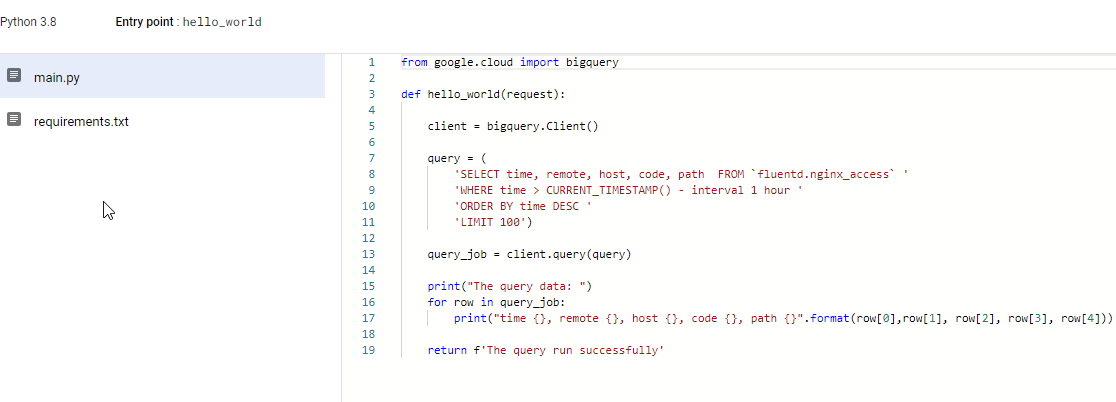 Python 3.8 Entry point : hello_world
main.py
requirements.txt
1 from google.cloud import bigquery
2
3 def hello_world(request):
4
5 client = bigquery.Client()
6
7 query = (
8 'SELECT time, remote, host, code, path  FROM `fluentd.nginx_access` '
9 'WHERE time > CURRENT_TIMESTAMP() - interval 1 hour '
10 'ORDER BY time DESC '
11 'LIMIT 100')
12
13 query_job = client.query(query)
14
15 print("The query data: ")
16 for row in query_job:
17 print("time {}, remote {}, host {}, code {}, path {}".format(row[0],row[1], row[2], row[3], row[4]))
18
19 return f'The query run successfully'